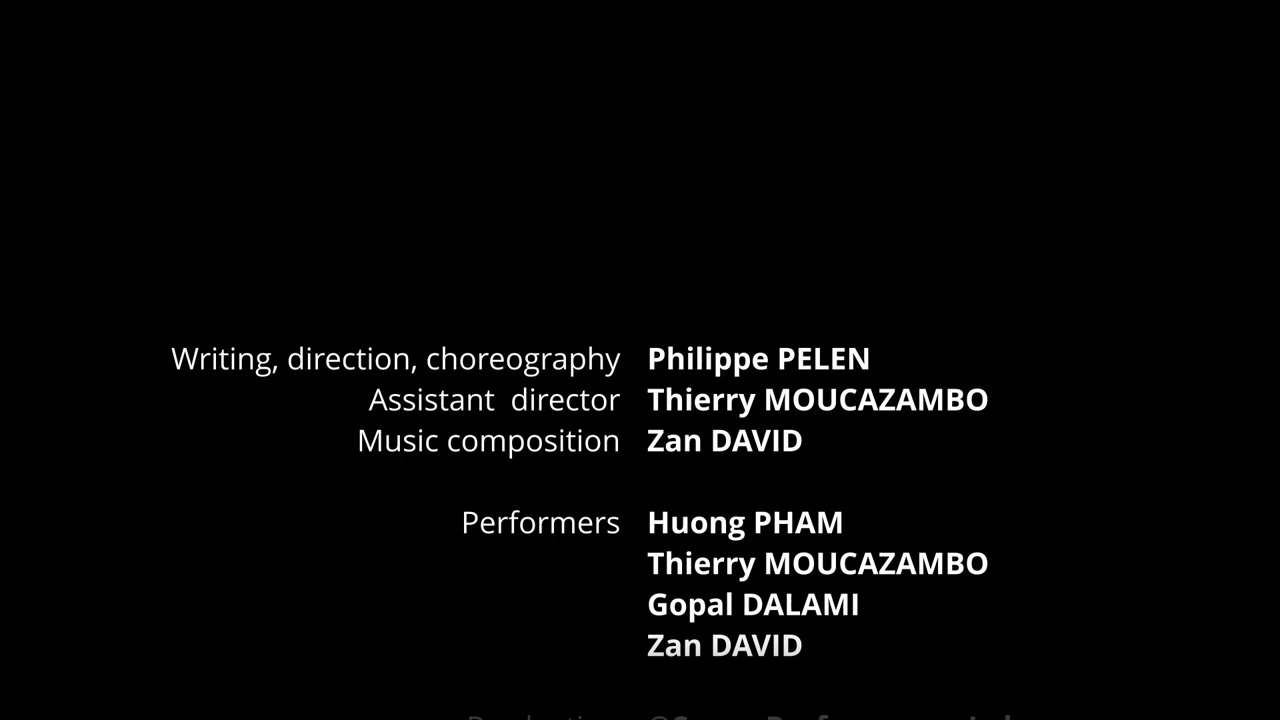 Writing, direction, choreography Philippe PELEN
Assistant director Thierry MOUCAZAMBO
Music composition Zan DAVID
Performers Huong PHAM
Thierry MOUCAZAMBO
Gopal DALAMI
Zan DAVID